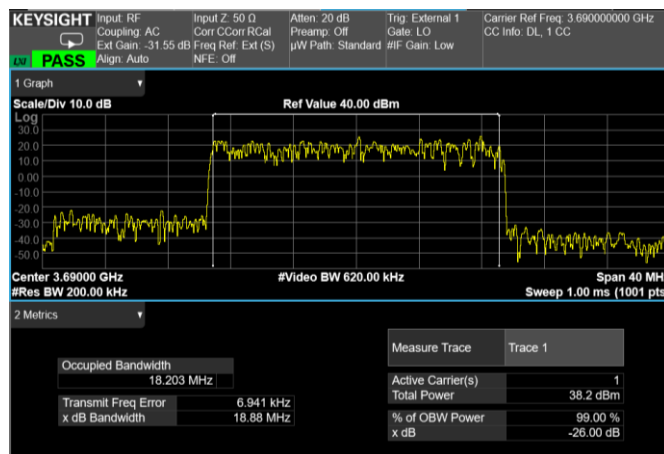 KEYSIGHT Input: RF Input Z: 50 Ω Atten: 20 dB Trig: External 1 Carrier Ref Freq: 3.690000000 GHz
Coupling: AC Corr CCorr RCal Preamp: Off Gate: LO CC Info: DL, 1 CC
Ext Gain: -31.55 dB Freq Ref: Ext (S) µW Path: Standard #IF Gain: Low
LXI PASS Align: Auto NFE: Off
1 Graph
Scale/Div 10.0 dB Ref Value 40.00 dBm
Log
30.0
20.0
10.0
0.00
-10.0
-20.0
-30.0
-40.0
-50.0
Center 3.69000 GHz #Video BW 620.00 kHz Span 40 MH
#Res BW 200.00 kHz Sweep 1.00 ms (1001 pts
2 Metrics
Measure Trace Trace 1
Occupied Bandwidth
18.203 MHz
Active Carrier(s) 1
Total Power 38.2 dBm
Transmit Freq Error 6.941 kHz
x dB Bandwidth 18.88 MHz
% of OBW Power 99.00 %
x dB -26.00 dB